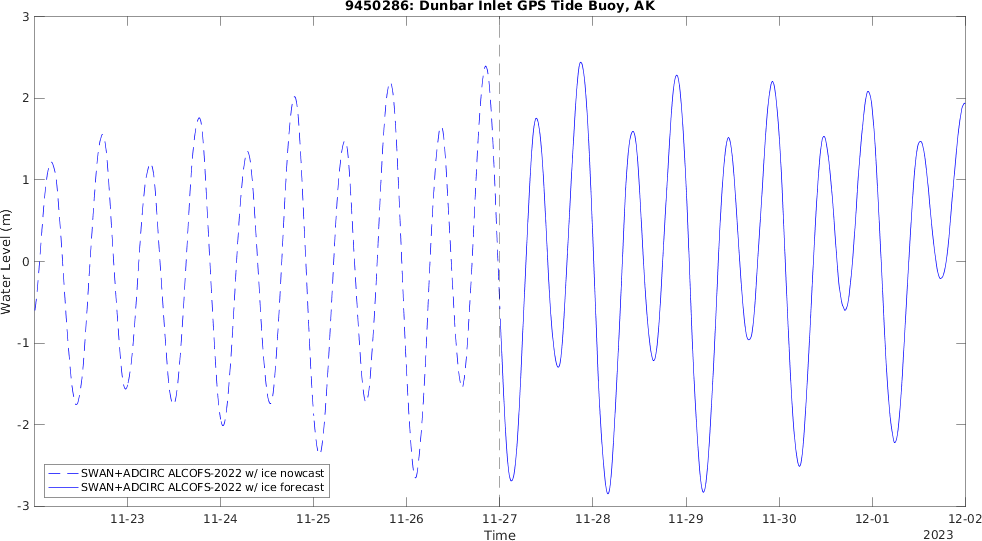 9450286: Dunbar Inlet GPS Tide Buoy, AK
3
2
1
0
-1
-2
-3
Water Level (m)
SWAN+ADCIRC ALCOFS-2022 w/ ice nowcast
SWAN+ADCIRC ALCOFS-2022 w/ ice forecast
11-23 11-24 11-25 11-26 11-27 11-28 11-29 11-30 12-01 12-02
Time
2023